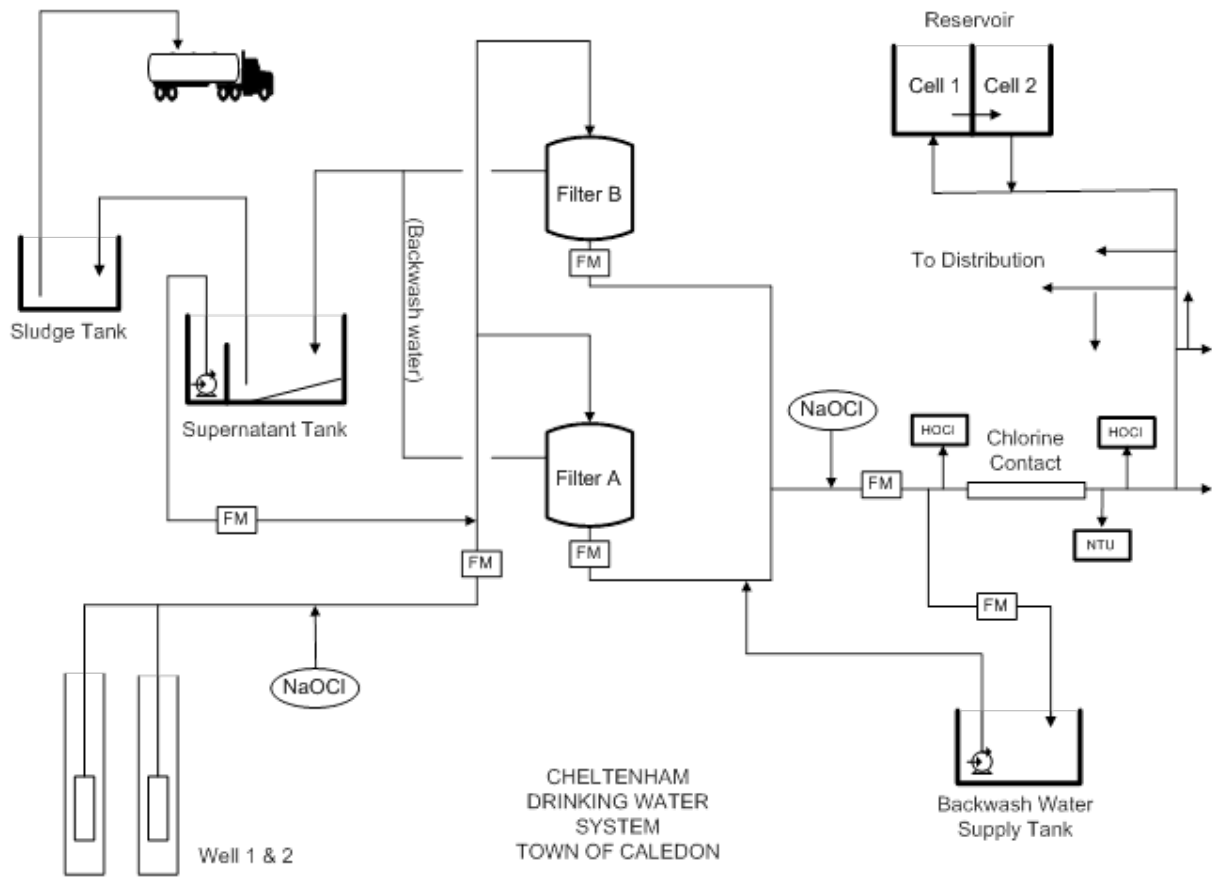 Reservoir
Cell 1
Cell 2
Filter B
FM
(Backwash water)
To Distribution
Sludge Tank
Supernatant Tank
NaOCl
HOCl
Chlorine
Contact
HOCl
FM
Filter A
FM
NTU
FM
FM
FM
NaOCl
CHELTENHAM
DRINKING WATER
SYSTEM
TOWN OF CALEDON
Backwash Water
Supply Tank
Well 1 & 2